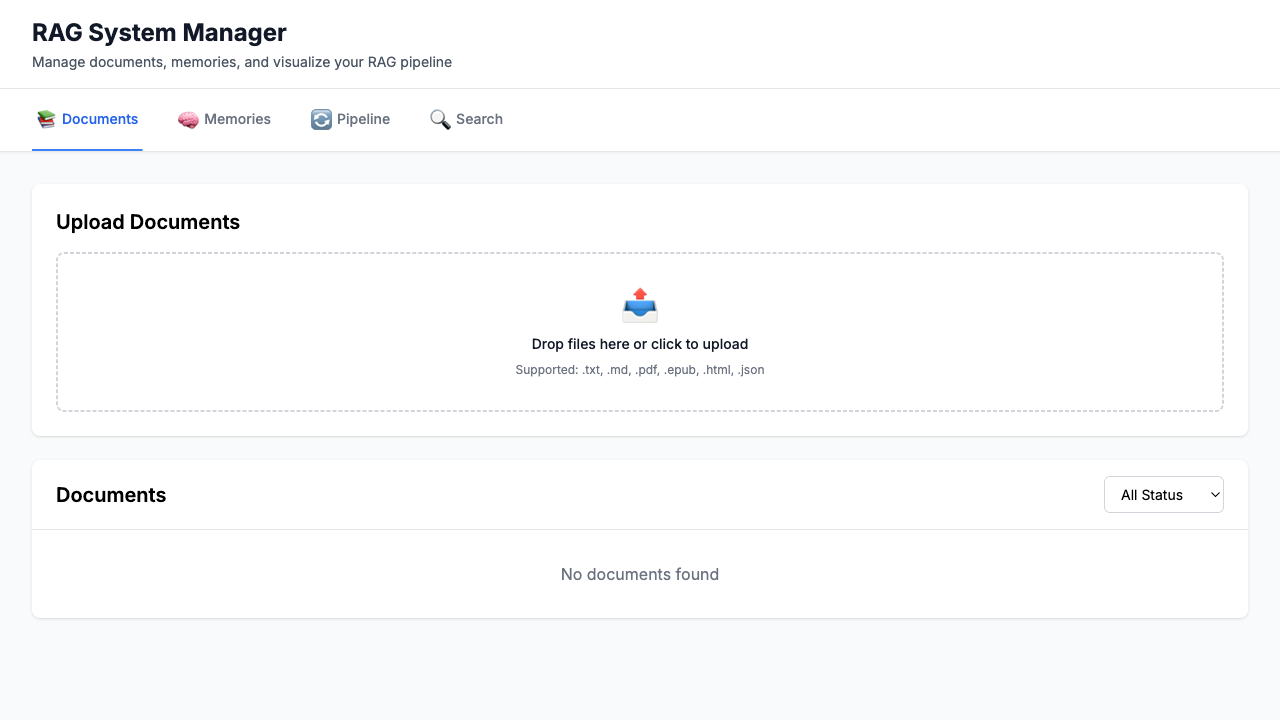 RAG System Manager
Manage documents, memories, and visualize your RAG pipeline
Documents
Memories
Pipeline
Search
Upload Documents
Drop files here or click to upload
Supported: .txt, .md, .pdf, .epub, .html, .json
Documents
All Status
No documents found